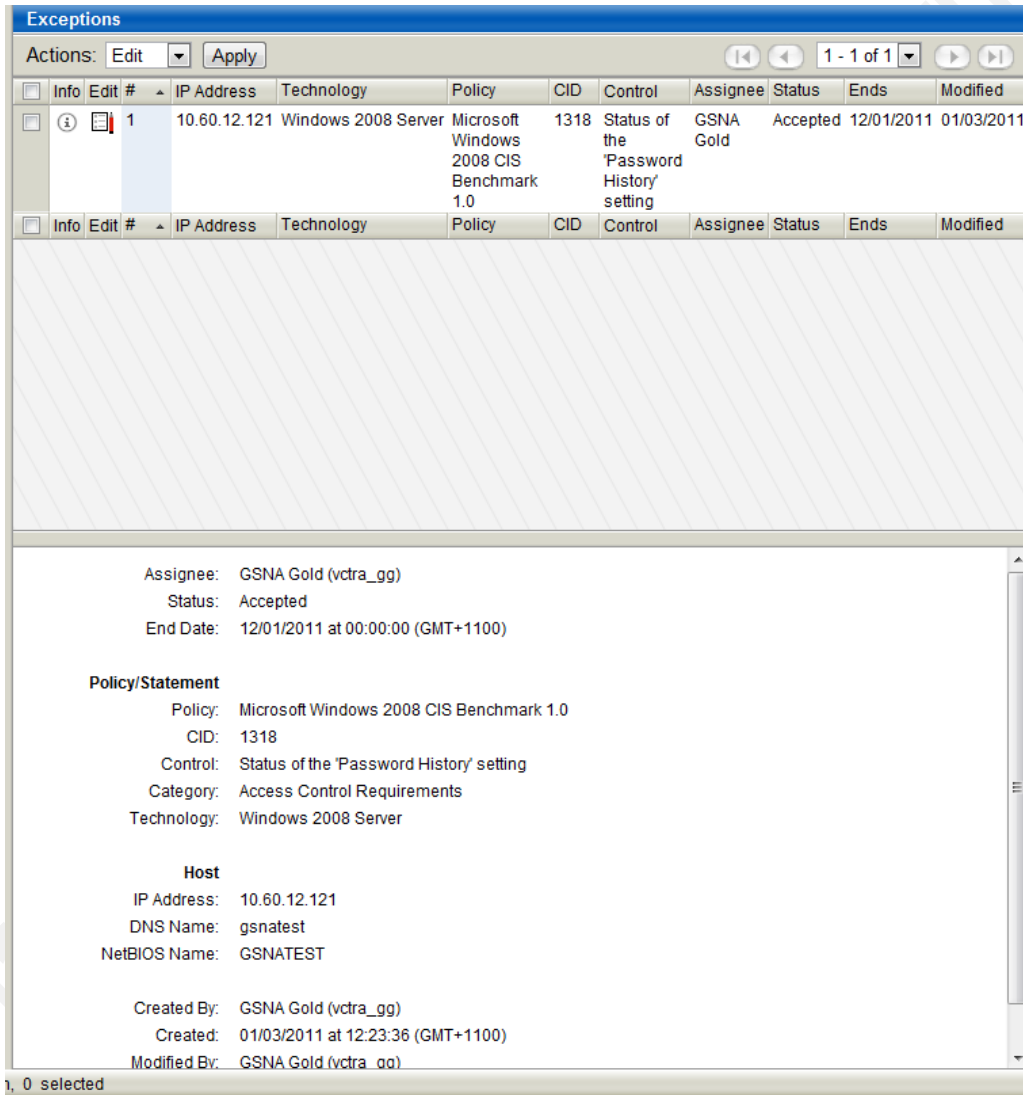 Exceptions
Actions: Edit Apply 1 - 1 of 1
Info Edit # IP Address Technology Policy CID Control Assignee Status Ends Modified
1 10.60.12.121 Windows 2008 Server Microsoft Windows 2008 CIS Benchmark 1.0 1318 Status of the 'Password History' setting GSNA Gold Accepted 12/01/2011 01/03/2011
Info Edit # IP Address Technology Policy CID Control Assignee Status Ends Modified
Assignee: GSNA Gold (vctra_gg)
Status: Accepted
End Date: 12/01/2011 at 00:00:00 (GMT+1100)
Policy/Statement
Policy: Microsoft Windows 2008 CIS Benchmark 1.0
CID: 1318
Control: Status of the 'Password History' setting
Category: Access Control Requirements
Technology: Windows 2008 Server
Host
IP Address: 10.60.12.121
DNS Name: gsnatest
NetBIOS Name: GSNATEST
Created By: GSNA Gold (vctra_gg)
Created: 01/03/2011 at 12:23:36 (GMT+1100)
Modified By: GSNA Gold (vctra_gg)
, 0 selected